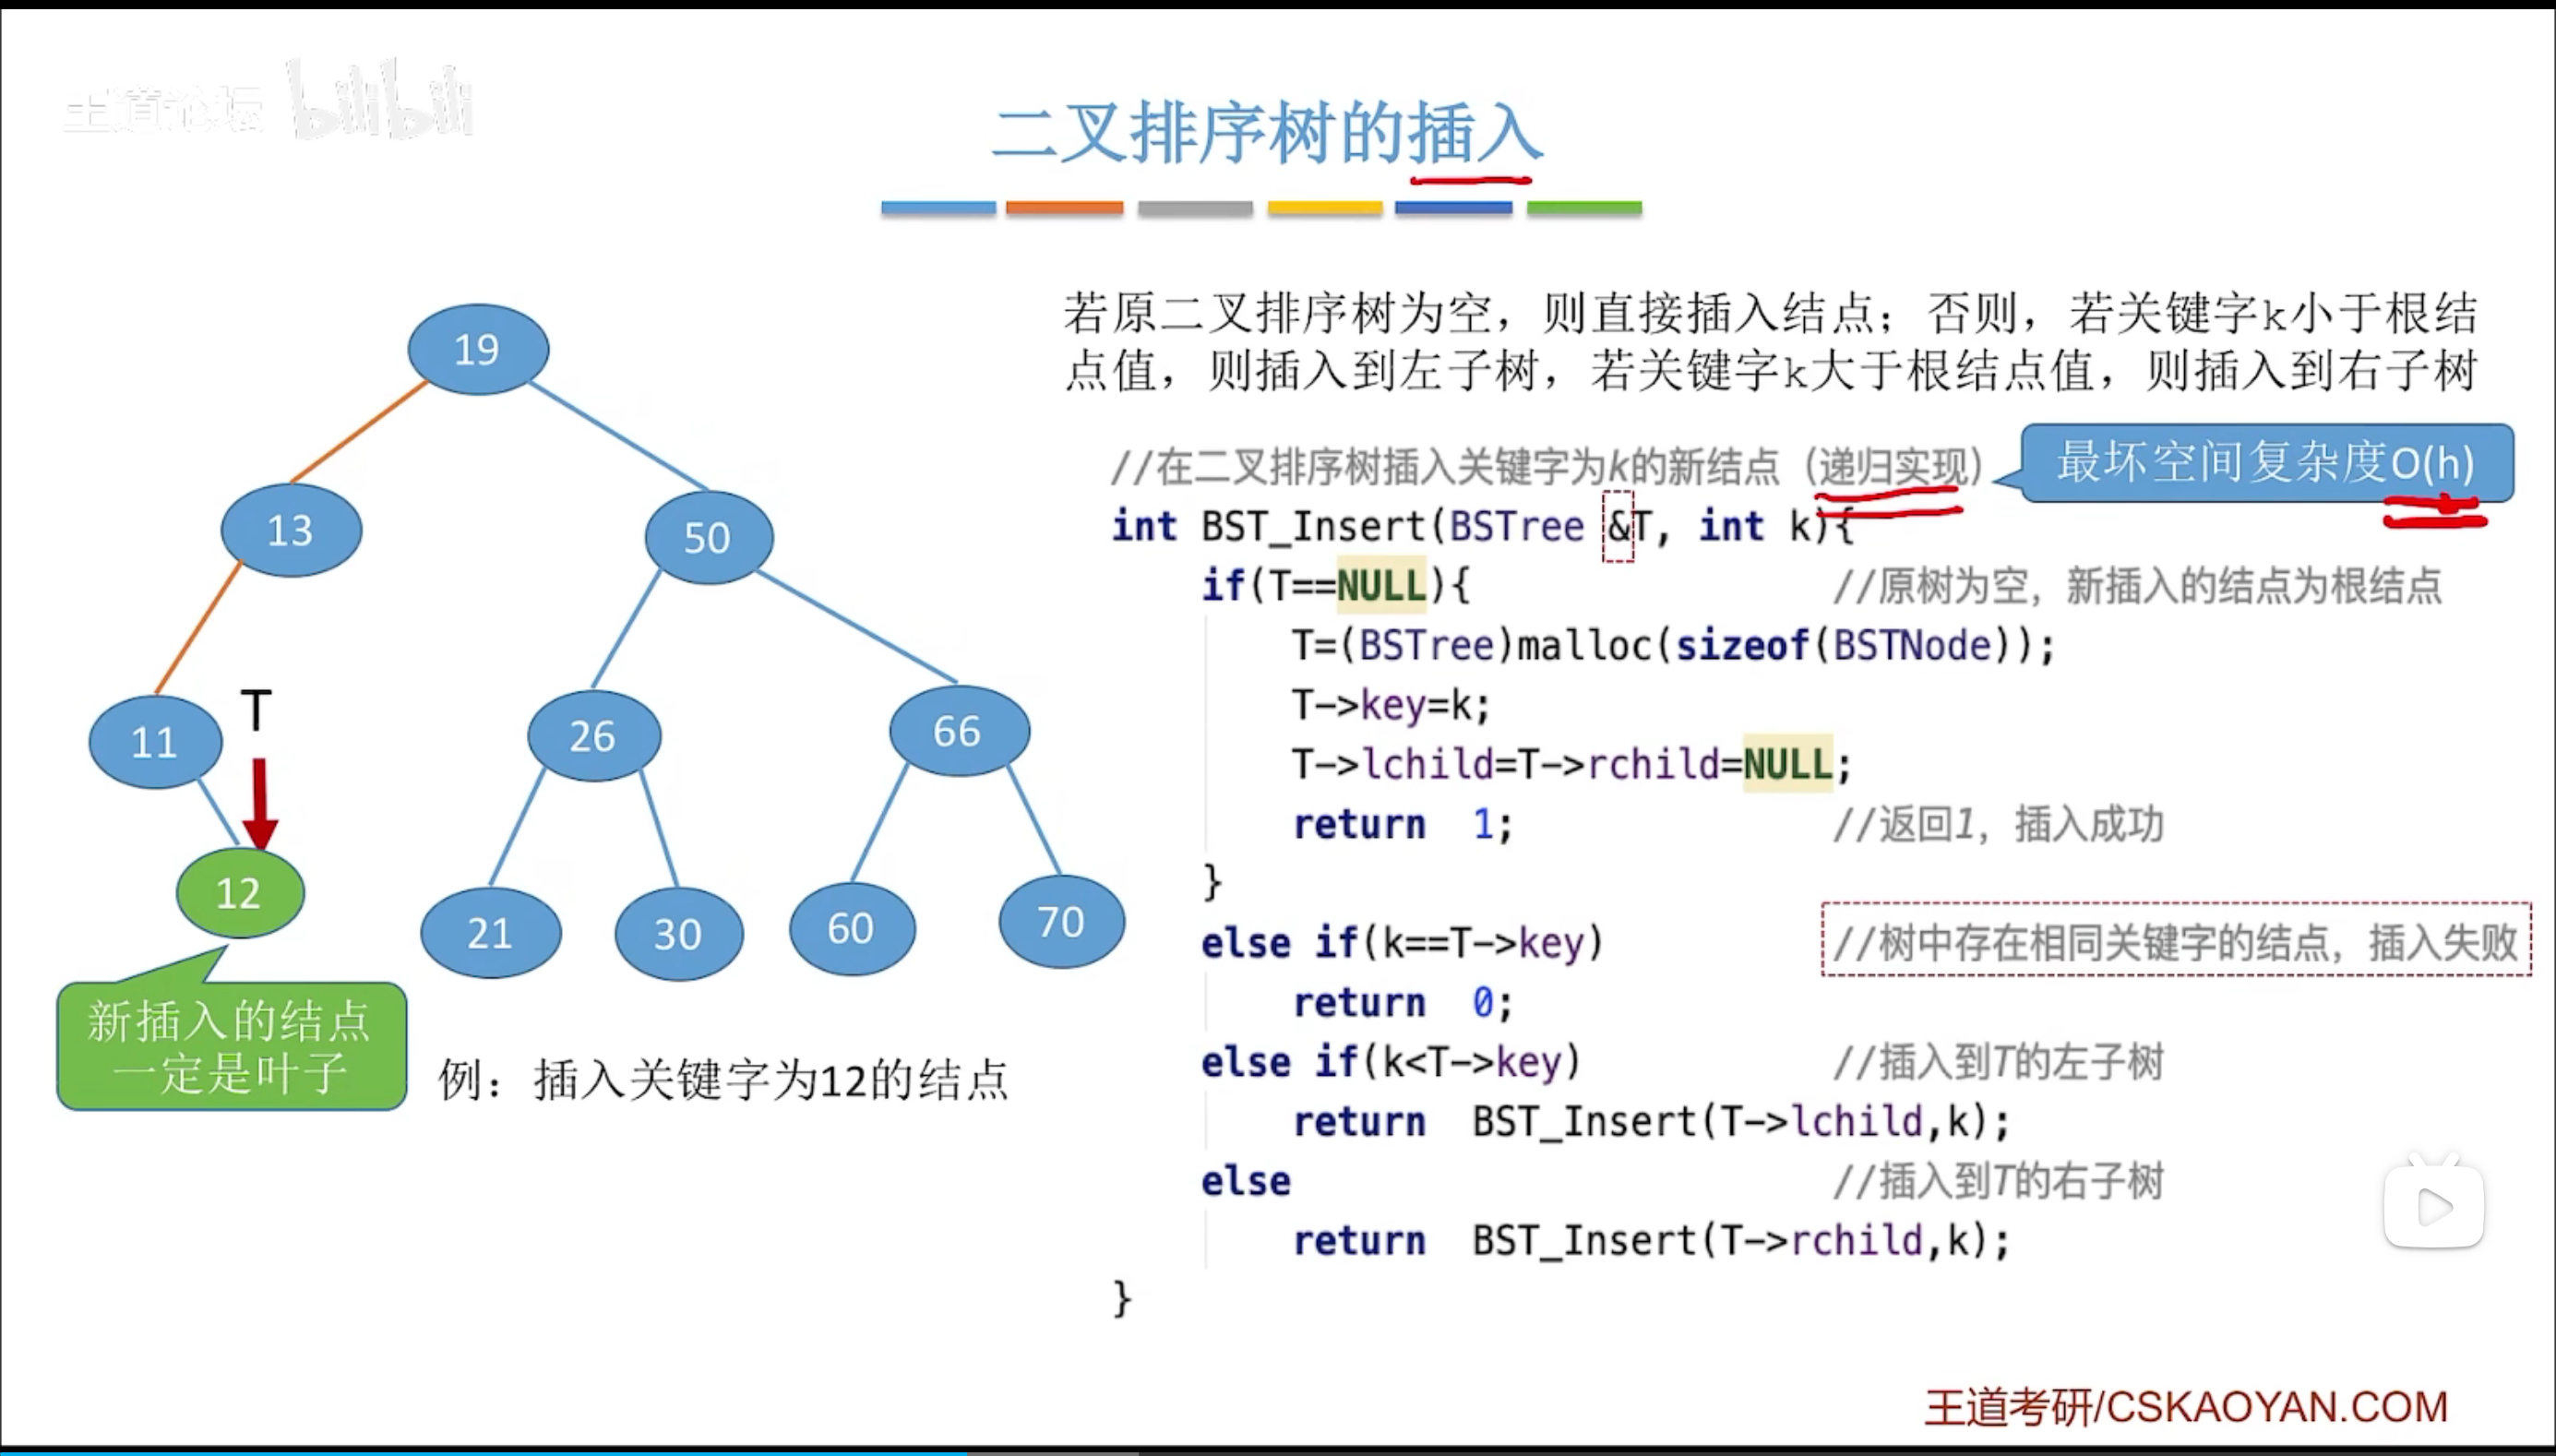 王道论坛 bilibili
二叉排序树的插入
若原二叉排序树为空，则直接插入结点；否则，若关键字k小于根结
点值，则插入到左子树，若关键字k大于根结点值，则插入到右子树
19
13
50
11
T
26
66
12
21
30
60
70
新插入的结点
一定是叶子
例：插入关键字为12的结点
//在二叉排序树插入关键字为k的新结点（递归实现）
最坏空间复杂度O(h)
int BST_Insert(BSTree &T, int k){
if(T==NULL){ //原树为空，新插入的结点为根结点
T=(BSTree)malloc(sizeof(BSTNode));
T->key=k;
T->lchild=T->rchild=NULL;
return 1; //返回1，插入成功
}
else if(k==T->key) //树中存在相同关键字的结点，插入失败
return 0;
else if(k<T->key) //插入到T的左子树
return BST_Insert(T->lchild,k);
else //插入到T的右子树
return BST_Insert(T->rchild,k);
}
王道考研/CSKAOYAN.COM